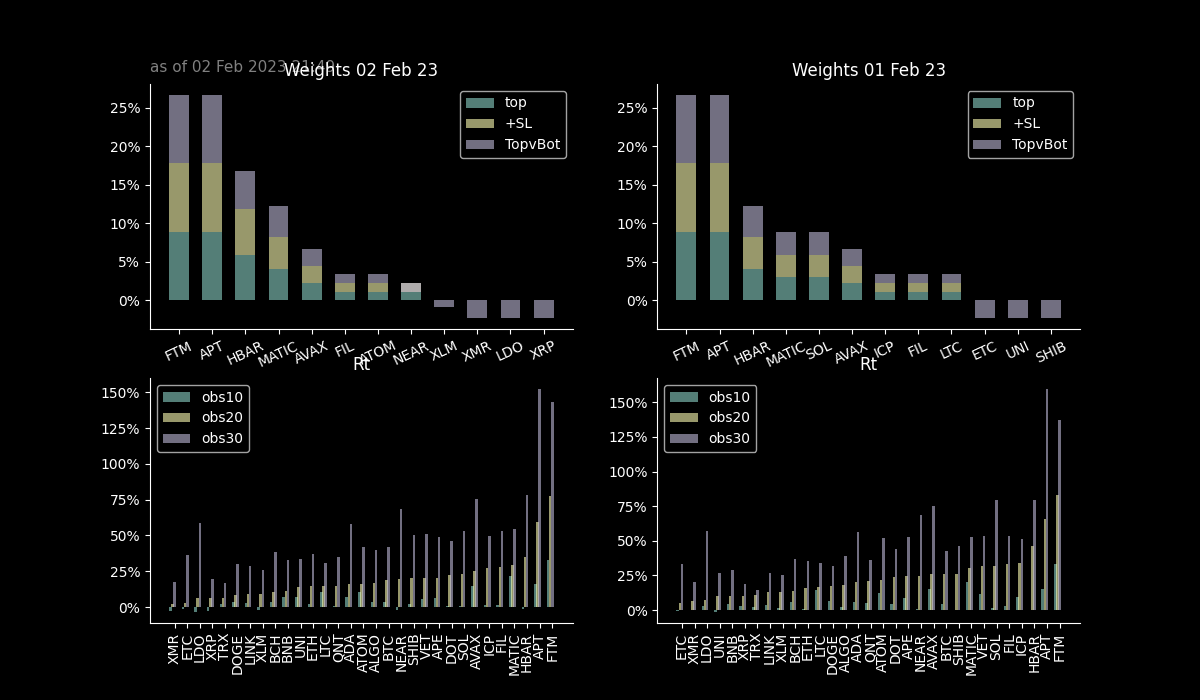 as of 02 Feb 2023 21:49
Weights 02 Feb 23
25%
20%
15%
10%
5%
0%
top
+SL
TopvBot
FTM APT HBAR MATIC AVAX FIL ATOM NEAR XLM XMR LDO XRP
Weights 01 Feb 23
25%
20%
15%
10%
5%
0%
top
+SL
TopvBot
FTM APT HBAR MATIC SOL AVAX ICP FIL LTC ETC UNI SHIB
Rt
150%
125%
100%
75%
50%
25%
0%
obs10
obs20
obs30
XMR ETC LDO XRP TRX DOGE LINK XLM BCH BNB UNI ETH LTC QNT ADA ATOM ALGO BTC NEAR SHIB VET APE DOT SOL AVAX ICP FIL MATIC HBAR APT FTM
Rt
150%
125%
100%
75%
50%
25%
0%
obs10
obs20
obs30
ETC XMR LDO UNI BNB XRP TRX LINK XLM BCH ETH LTC DOGE ALGO ADA QNT ATOM DOT APE NEAR AVAX BTC SHIB MATIC VET SOL FIL ICP HBAR APT FTM